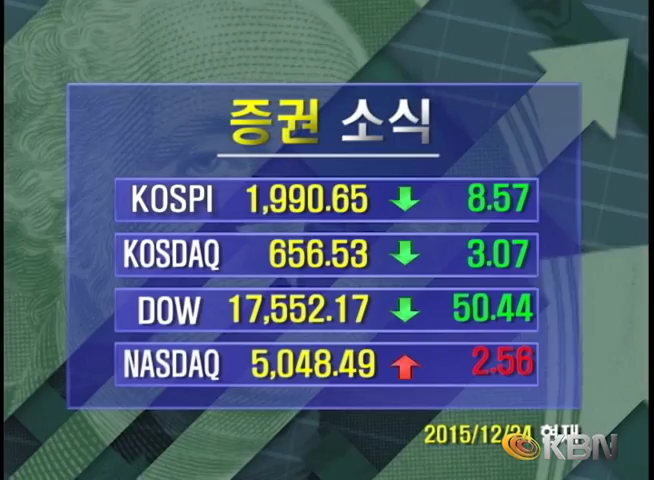 증권 소식
KOSPI 1,990.65 ↓ 8.57
KOSDAQ 656.53 ↓ 3.07
DOW 17,552.17 ↓ 50.44
NASDAQ 5,048.49 ↑ 2.56
2015/12/24 현재
KBN